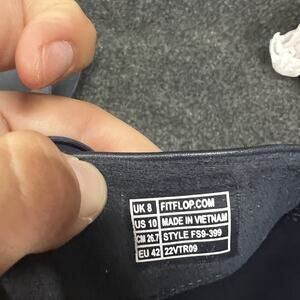 UK 8 FITFLOP.COM
US 10 MADE IN VIETNAM
CM 26.7 STYLE FS9-399
EU 42 22VTR09